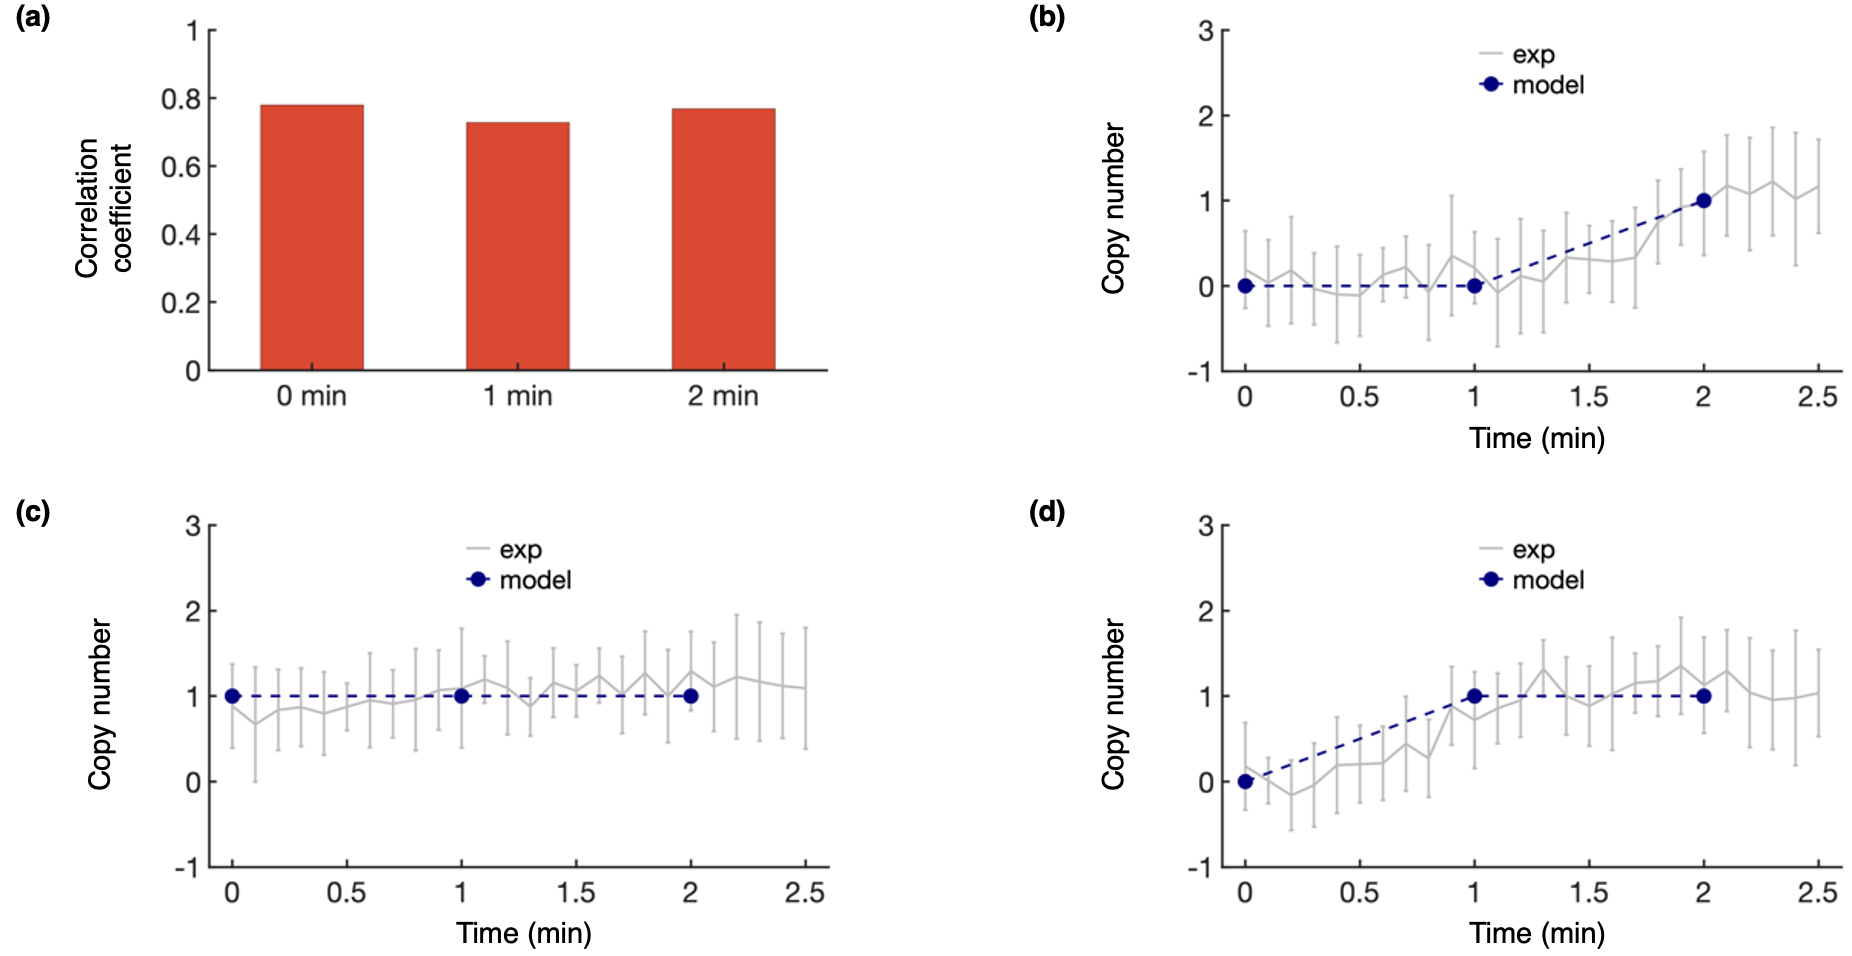 (a)
1
0.8
0.6
0.4
0.2
0
Correlation
coefficient
0 min 1 min 2 min
(b)
3
2
1
0
-1
Copy number
exp
model
0 0.5 1 1.5 2 2.5
Time (min)
(c)
3
2
1
0
-1
Copy number
exp
model
0 0.5 1 1.5 2 2.5
Time (min)
(d)
3
2
1
0
-1
Copy number
exp
model
0 0.5 1 1.5 2 2.5
Time (min)